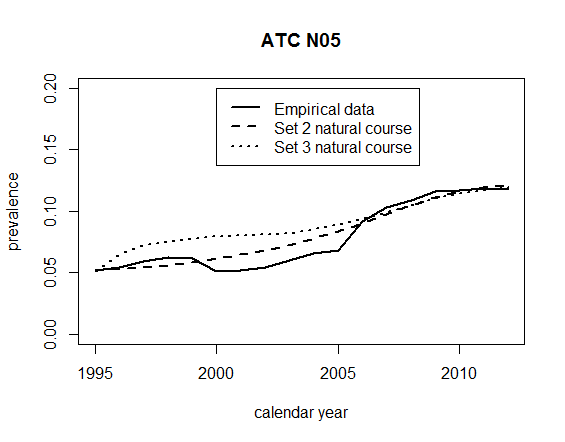 ATC N05
Empirical data
Set 2 natural course
Set 3 natural course
prevalence
0.20
0.15
0.10
0.05
0.00
1995
2000
2005
2010
calendar year